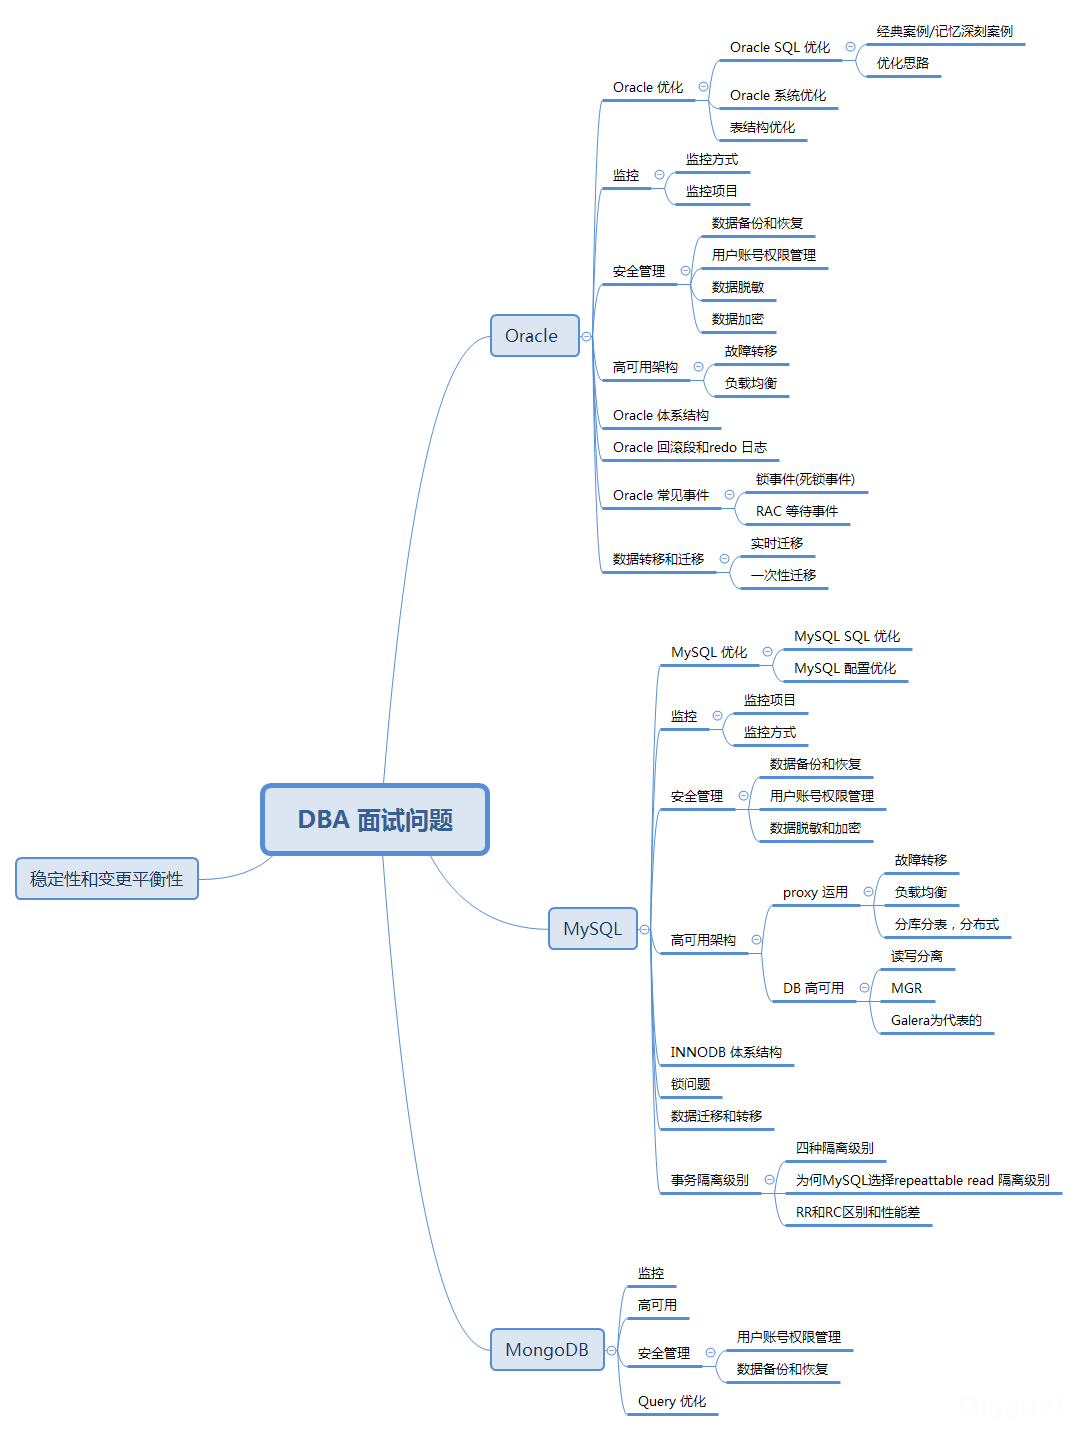 DBA 面试问题
稳定性和变更平衡性
Oracle
Oracle 优化
Oracle SQL 优化
经典案例/记忆深刻案例
优化思路
Oracle 系统优化
表结构优化
监控
监控方式
监控项目
安全管理
数据备份和恢复
用户账号权限管理
数据脱敏
数据加密
高可用架构
故障转移
负载均衡
Oracle 体系结构
Oracle 回滚段和redo 日志
Oracle 常见事件
锁事件(死锁事件)
RAC 等待事件
数据转移和迁移
实时迁移
一次性迁移
MySQL
MySQL 优化
MySQL SQL 优化
MySQL 配置优化
监控
监控项目
监控方式
安全管理
数据备份和恢复
用户账号权限管理
数据脱敏和加密
高可用架构
proxy 运用
故障转移
负载均衡
分库分表，分布式
DB 高可用
读写分离
MGR
Galera为代表的
INNODB 体系结构
锁问题
数据迁移和转移
事务隔离级别
四种隔离级别
为何MySQL选择repeattable read 隔离级别
RR和RC区别和性能差
MongoDB
监控
高可用
安全管理
用户账号权限管理
数据备份和恢复
Query 优化